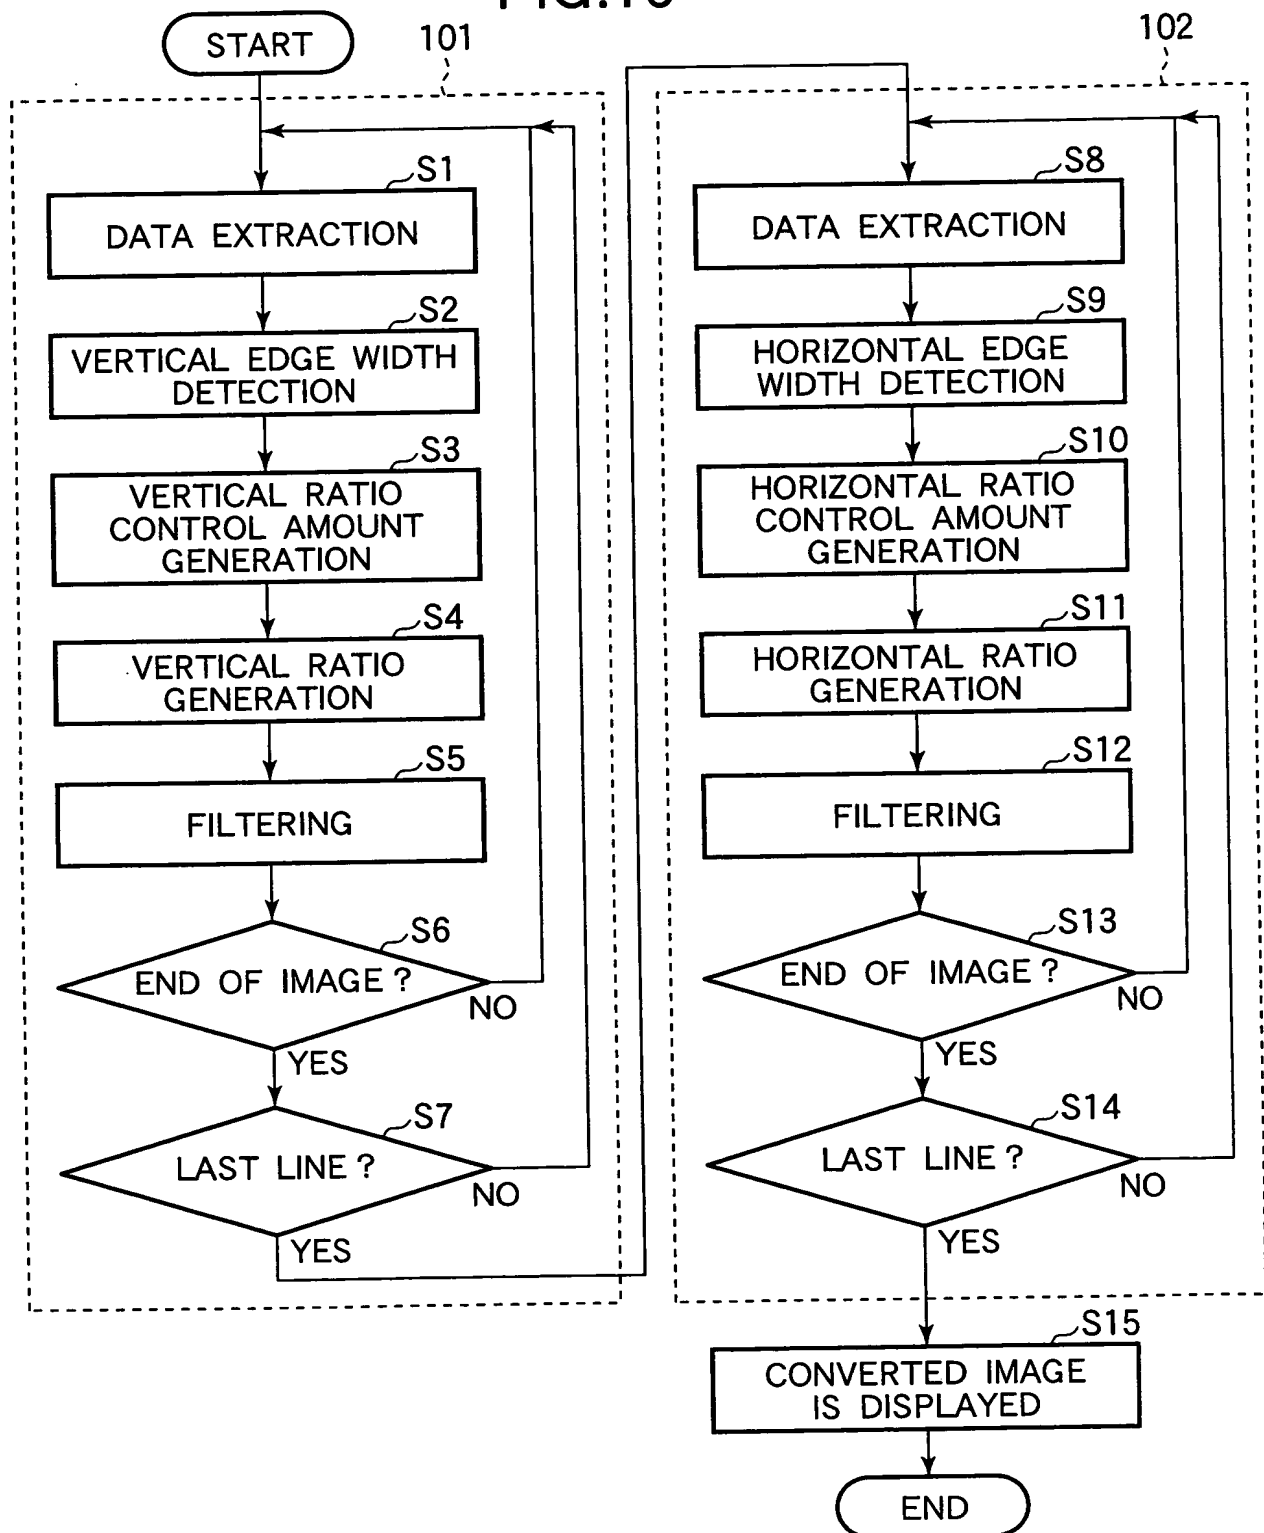 START
101
S1
DATA EXTRACTION
S2
VERTICAL EDGE WIDTH
DETECTION
S3
VERTICAL RATIO
CONTROL AMOUNT
GENERATION
S4
VERTICAL RATIO
GENERATION
S5
FILTERING
S6
END OF IMAGE?
NO
YES
S7
LAST LINE?
NO
YES
102
S8
DATA EXTRACTION
S9
HORIZONTAL EDGE
WIDTH DETECTION
S10
HORIZONTAL RATIO
CONTROL AMOUNT
GENERATION
S11
HORIZONTAL RATIO
GENERATION
S12
FILTERING
S13
END OF IMAGE?
NO
YES
S14
LAST LINE?
NO
YES
S15
CONVERTED IMAGE
IS DISPLAYED
END